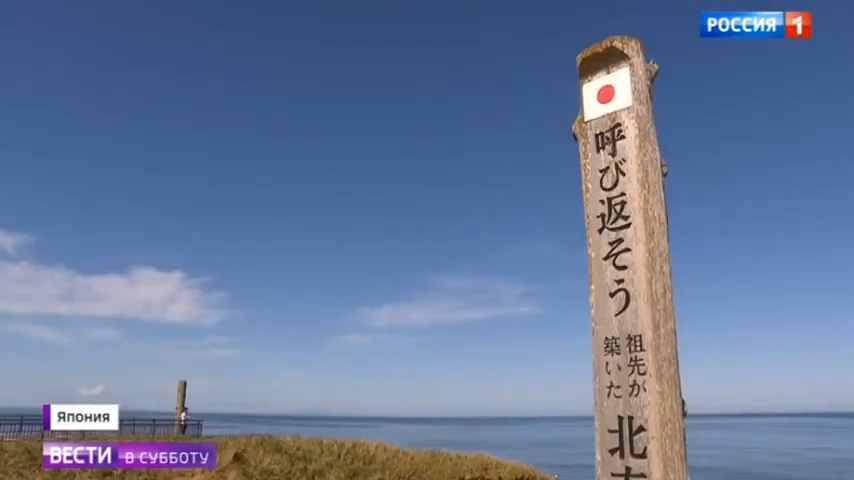 РОССИЯ 1
呼び返そう
祖先が
築いた
北
Япония
ВЕСТИ В СУББОТУ